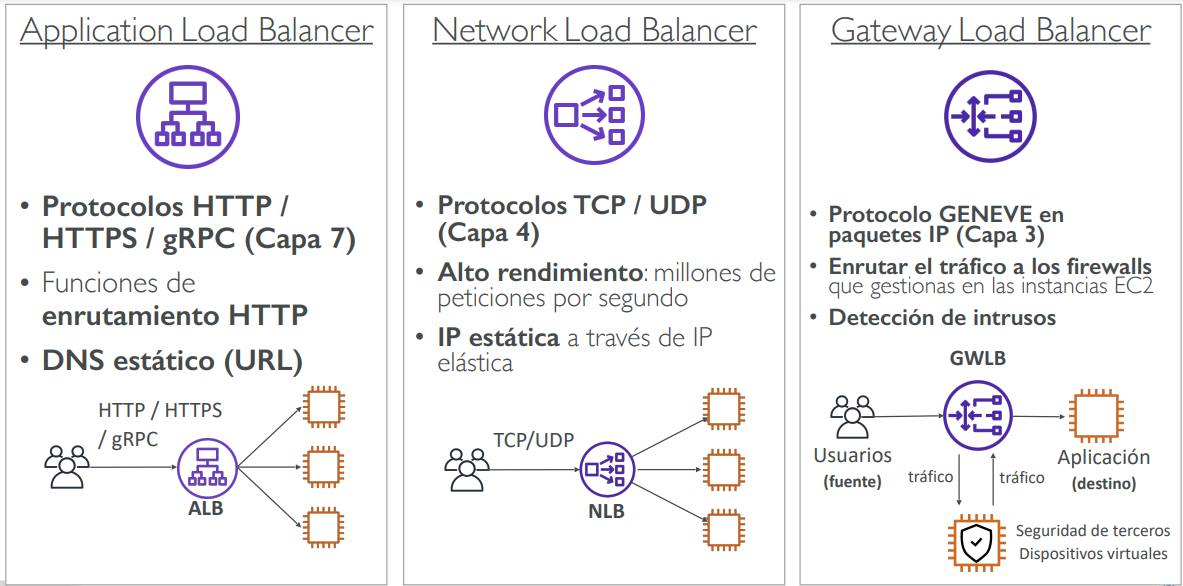 Application Load Balancer
• Protocolos HTTP /
HTTPS / gRPC (Capa 7)
• Funciones de
enrutamiento HTTP
• DNS estático (URL)
HTTP / HTTPS
/ gRPC
ALB
Network Load Balancer
• Protocolos TCP / UDP
(Capa 4)
• Alto rendimiento: millones de
peticiones por segundo
• IP estática a través de IP
elástica
TCP/UDP
NLB
Gateway Load Balancer
• Protocolo GENEVE en
paquetes IP (Capa 3)
• Enrutar el tráfico a los firewalls
que gestionas en las instancias EC2
• Detección de intrusos
GWLB
Usuarios
(fuente)
Aplicación
(destino)
tráfico
tráfico
Seguridad de terceros
Dispositivos virtuales